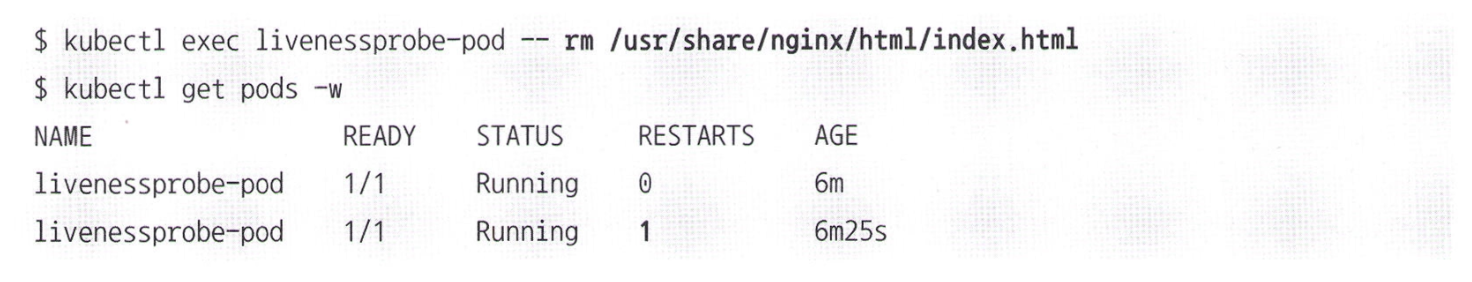 $ kubectl exec livenessprobe-pod -- rm /usr/share/nginx/html/index.html
$ kubectl get pods -w
NAME READY STATUS RESTARTS AGE
livenessprobe-pod 1/1 Running 0 6m
livenessprobe-pod 1/1 Running 1 6m25s